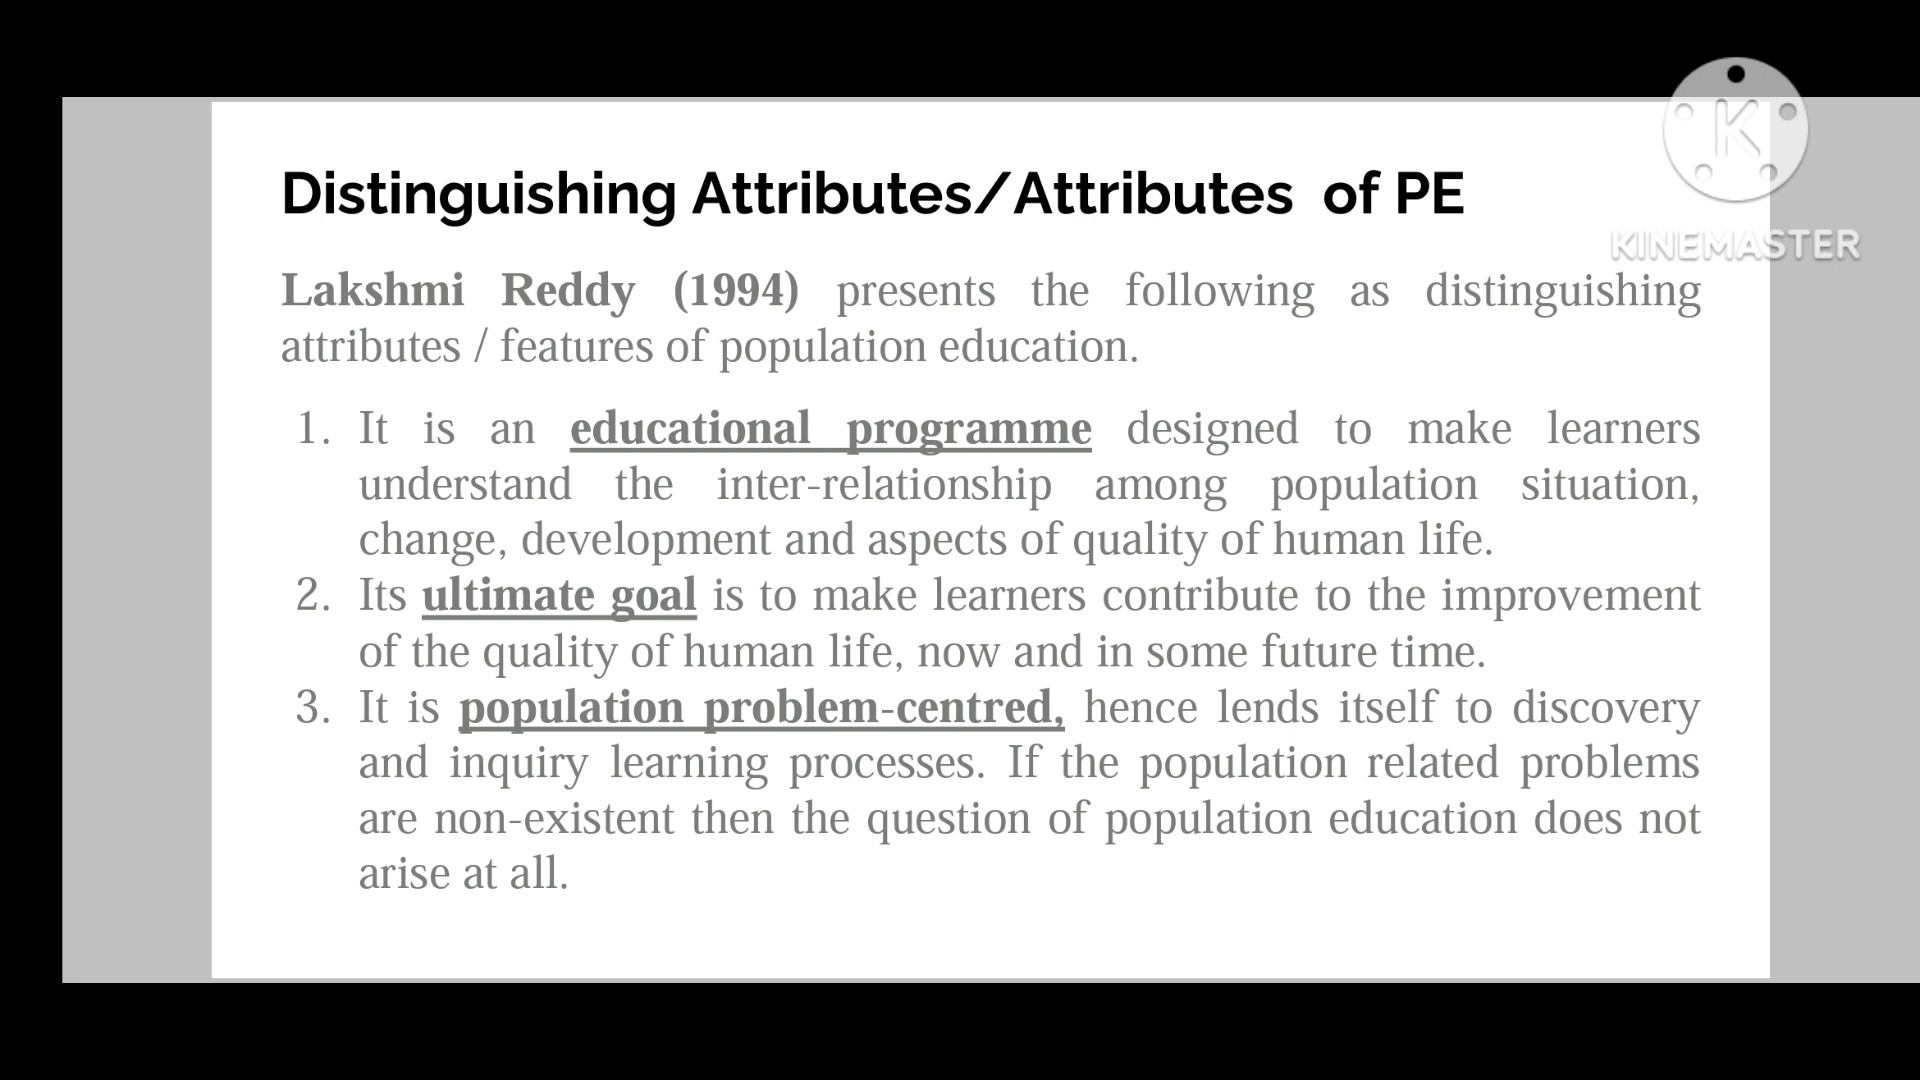 Distinguishing Attributes/Attributes of PE
K
KINEMASTER
Lakshmi Reddy (1994) presents the following as distinguishing
attributes / features of population education.
1. It is an educational programme designed to make learners
understand the inter-relationship among population situation,
change, development and aspects of quality of human life.
2. Its ultimate goal is to make learners contribute to the improvement
of the quality of human life, now and in some future time.
3. It is population problem-centred, hence lends itself to discovery
and inquiry learning processes. If the population related problems
are non-existent then the question of population education does not
arise at all.